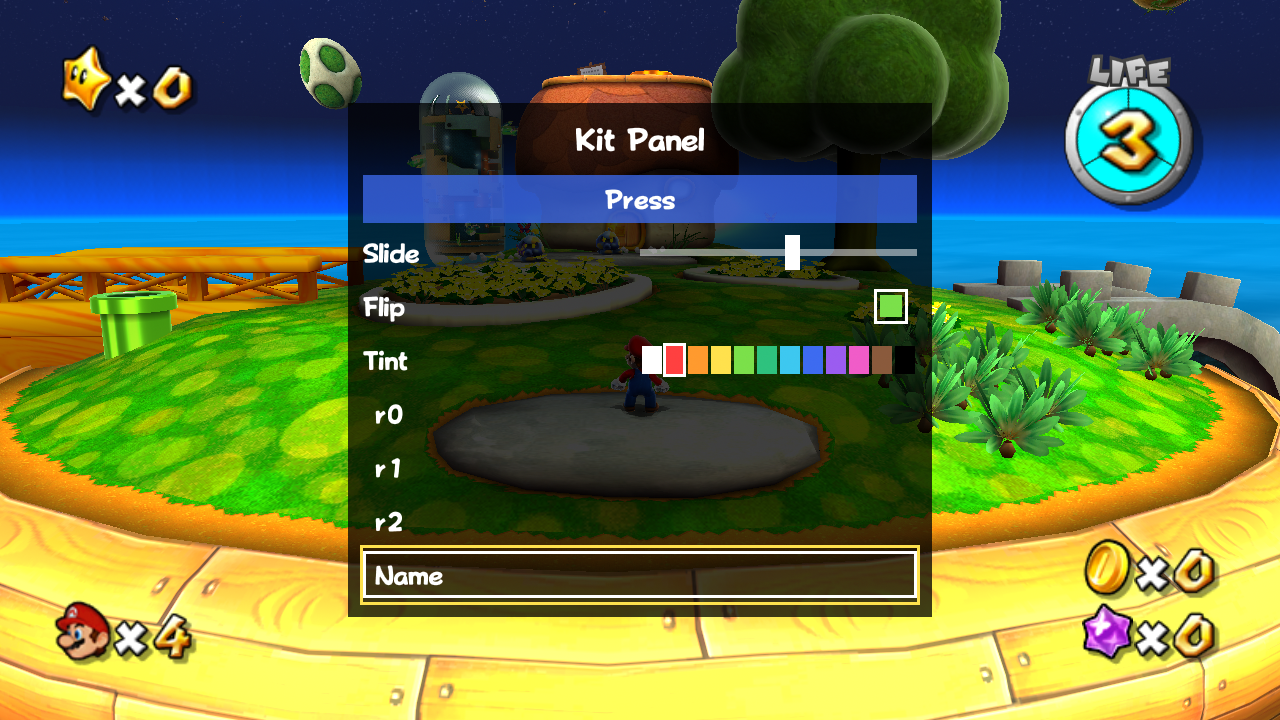 x 0
LIFE
3
Kit Panel
Press
Slide
Flip
Tint
r0
r1
r2
Name
x 0
x 4
x 0